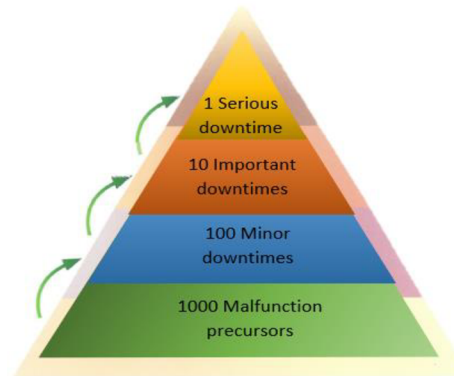 1 Serious
downtime
10 Important
downtimes
100 Minor
downtimes
1000 Malfunction
precursors